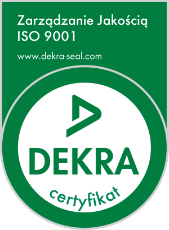 Zarządzanie Jakością
ISO 9001
www.dekra-seal.com
DEKRA
certyfikat